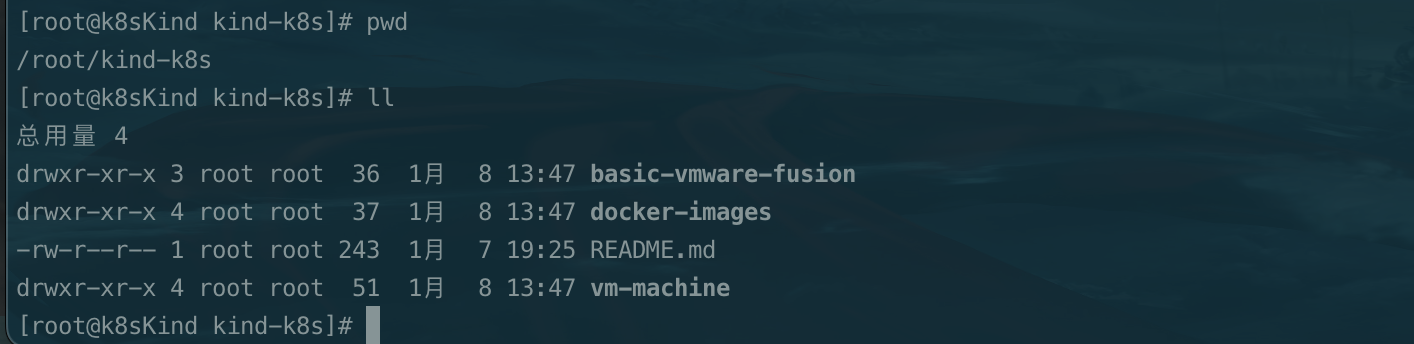 [root@k8sKind kind-k8s]# pwd
/root/kind-k8s
[root@k8sKind kind-k8s]# ll
总用量 4
drwxr-xr-x 3 root root  36  1月   8 13:47 basic-vmware-fusion
drwxr-xr-x 4 root root  37  1月   8 13:47 docker-images
-rw-r--r-- 1 root root 243  1月   7 19:25 README.md
drwxr-xr-x 4 root root  51  1月   8 13:47 vm-machine
[root@k8sKind kind-k8s]#